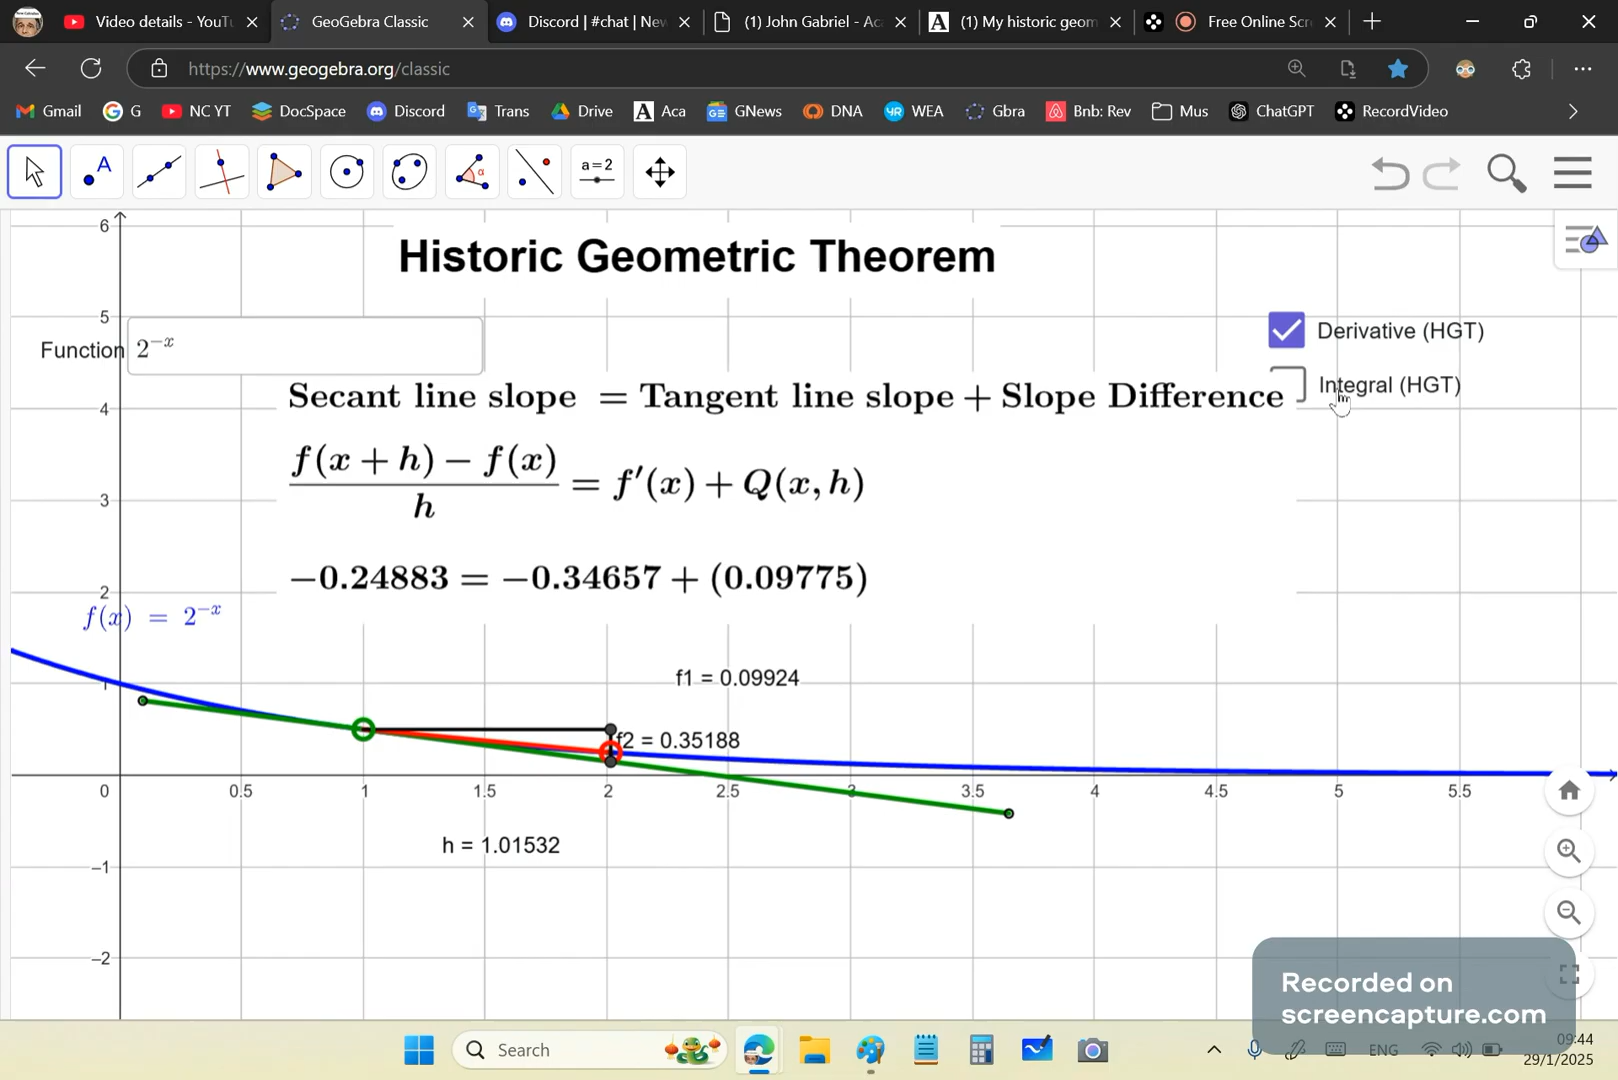 Video details - YouTu
GeoGebra Classic
Discord | #chat | Nev
(1) John Gabriel - Aca
(1) My historic geom
Free Online Scr
https://www.geogebra.org/classic
Gmail
G
NC YT
DocSpace
Discord
Trans
Drive
Aca
GNews
DNA
WEA
Gbra
Bnb: Rev
Mus
ChatGPT
RecordVideo
A
α
a=2
Historic Geometric Theorem
Function 2^{-x}
Derivative (HGT)
Integral (HGT)
Secant line slope = Tangent line slope + Slope Difference
\frac{f(x + h) − f(x)}{h} = f′(x) + Q(x, h)
−0.24883 = −0.34657 + (0.09775)
f(x) = 2^{-x}
f1 = 0.09924
f2 = 0.35188
h = 1.01532
6
5
4
3
2
1
0 0.5 1 1.5 2 2.5 3 3.5 4 4.5 5 5.5
−1
−2
Recorded on
screencapture.com
Search
ENG
09:44
29/1/2025